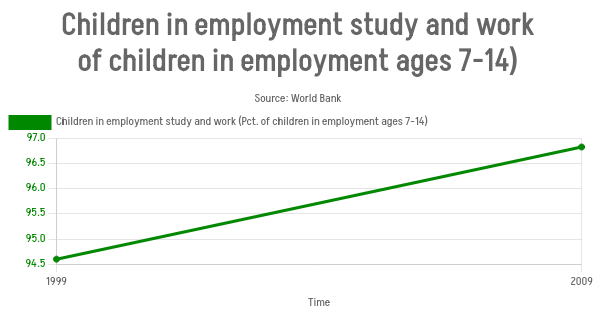 Children in employment study and work
of children in employment ages 7-14)
Source: World Bank
Children in employment study and work (Pct. of children in employment ages 7-14)
97.0
96.5
96.0
95.5
95.0
94.5
1999 2009
Time